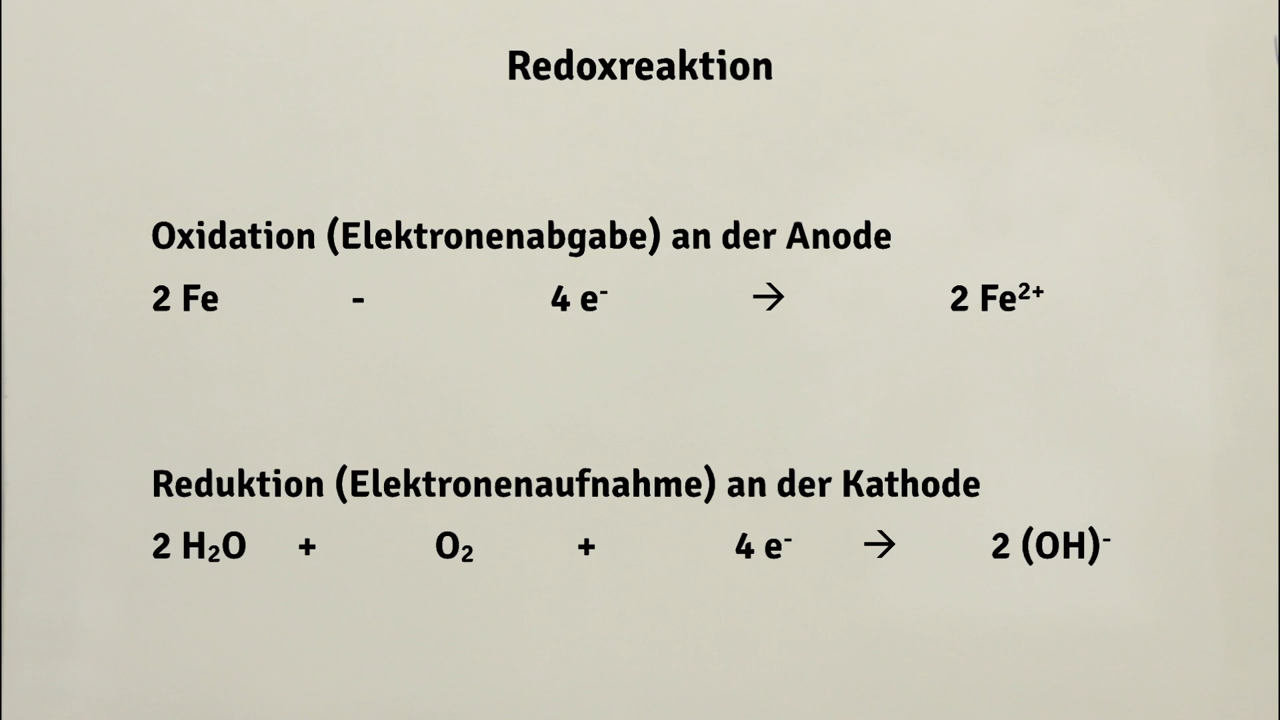 Redoxreaktion
Oxidation (Elektronenabgabe) an der Anode
2 Fe - 4 e⁻ → 2 Fe²⁺
Reduktion (Elektronenaufnahme) an der Kathode
2 H₂O + O₂ + 4 e⁻ → 2 (OH)⁻